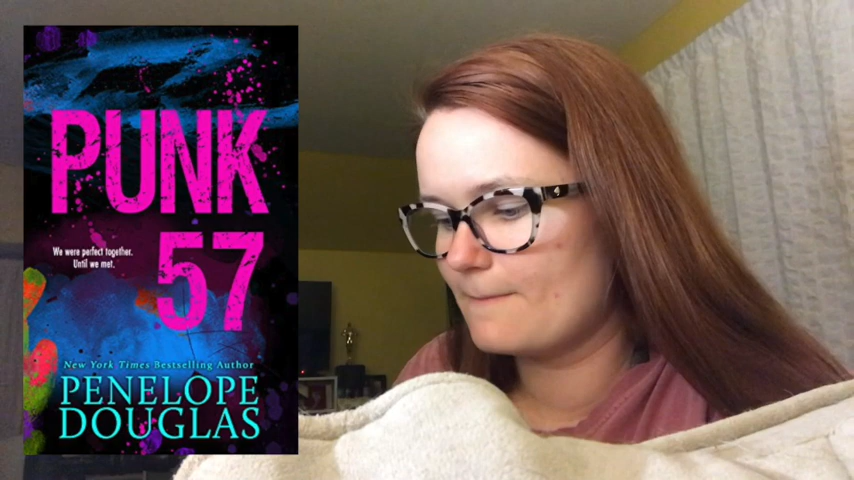 PUNK
57
We were perfect together.
Until we met.
New York Times Bestselling Author
PENELOPE
DOUGLAS